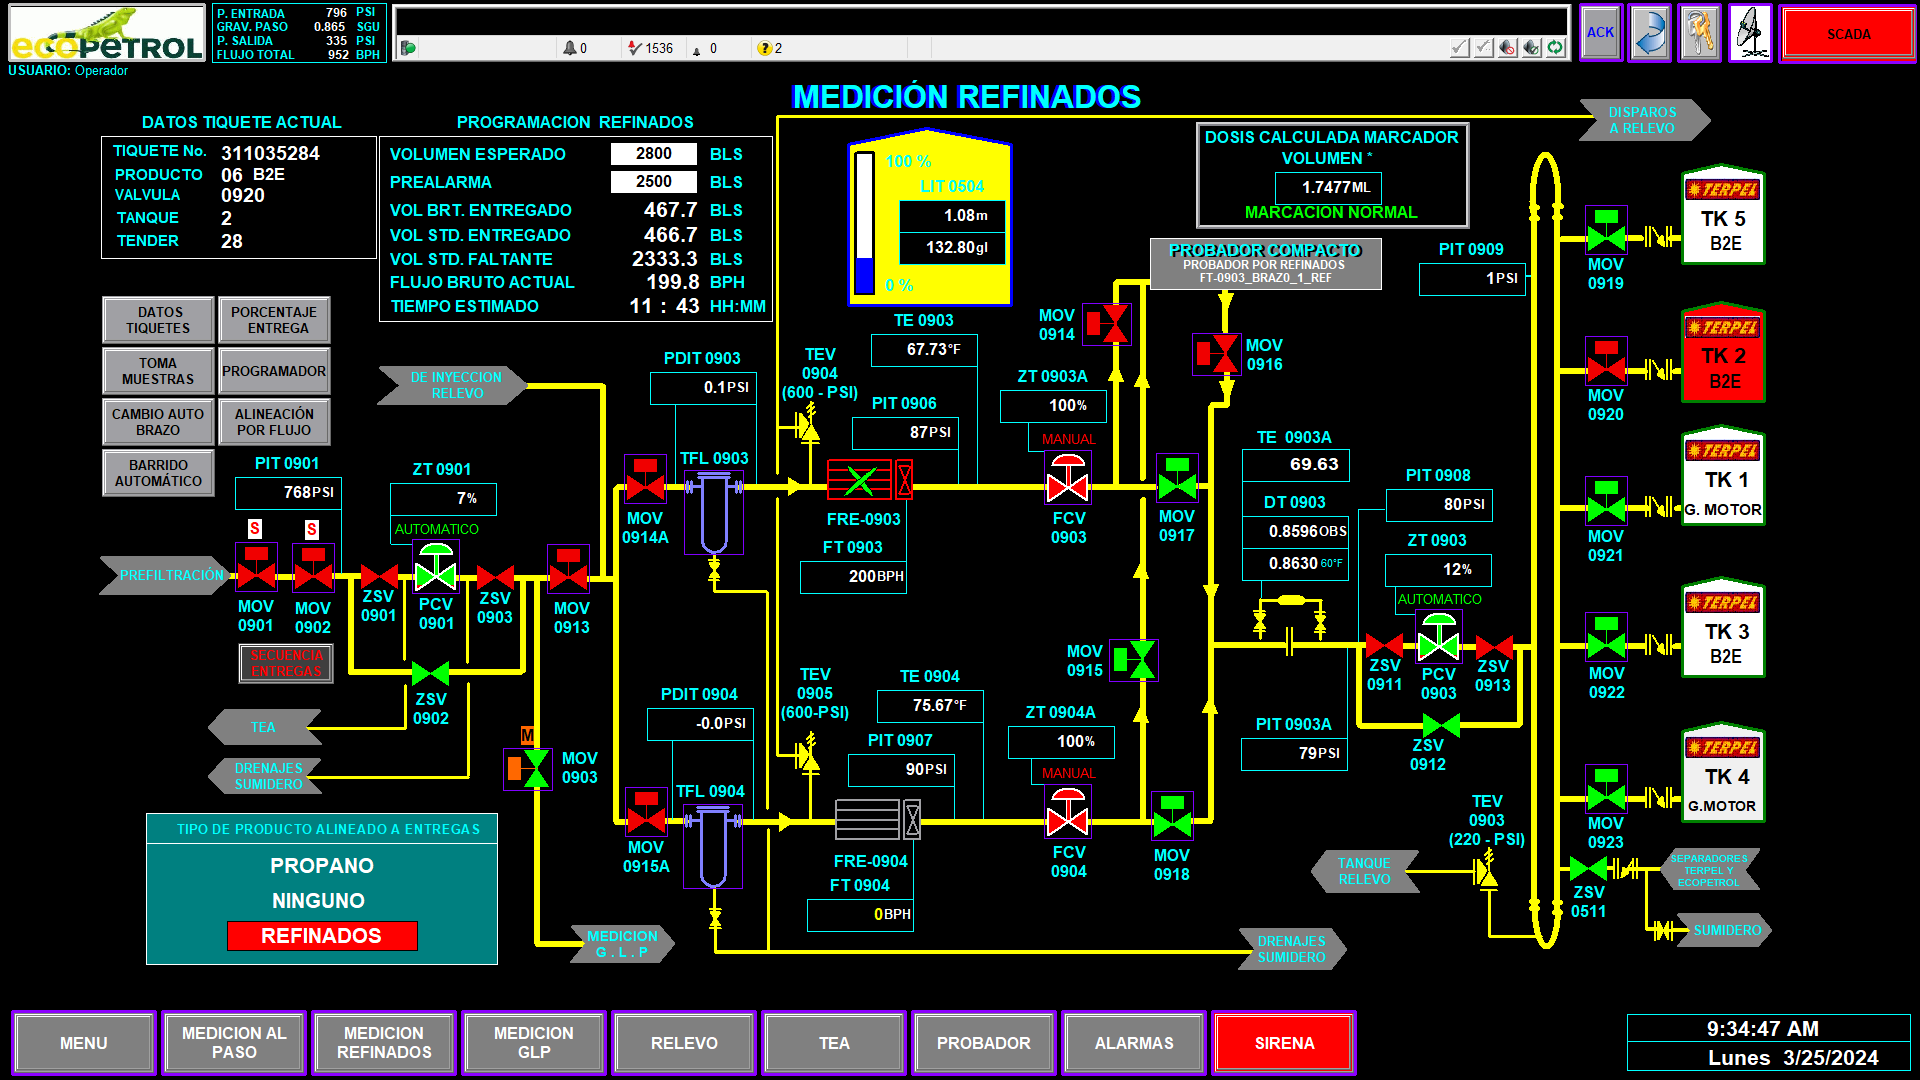 ecopetrol
P. ENTRADA 796 PSI
GRAV. PASO 0.865 SGU
P. SALIDA 335 PSI
FLUJO TOTAL 952 BPH
USUARIO: Operador
0 1536 0 2
ACK
SCADA
MEDICIÓN REFINADOS
DATOS TIQUETE ACTUAL
TIQUETE No. 311035284
PRODUCTO 06 B2E
VALVULA 0920
TANQUE 2
TENDER 28
PROGRAMACION REFINADOS
VOLUMEN ESPERADO 2800 BLS
PREALARMA 2500 BLS
VOL BRT. ENTREGADO 467.7 BLS
VOL STD. ENTREGADO 466.7 BLS
VOL STD. FALTANTE 2333.3 BLS
FLUJO BRUTO ACTUAL 199.8 BPH
TIEMPO ESTIMADO 11 : 43 HH:MM
100 %
LIT 0504
1.08m
132.80gl
0 %
DOSIS CALCULADA MARCADOR
VOLUMEN *
1.7477ML
MARCACION NORMAL
DISPAROS
A RELEVO
PROBADOR COMPACTO
PROBADOR POR REFINADOS
FT-0903_BRAZ0_1_REF
PIT 0909
1PSI
TERPEL
TK 5
B2E
MOV
0919
TERPEL
TK 2
B2E
MOV
0920
TERPEL
TK 1
G. MOTOR
MOV
0921
TERPEL
TK 3
B2E
MOV
0922
TERPEL
TK 4
G.MOTOR
MOV
0923
DATOS
TIQUETES
PORCENTAJE
ENTREGA
TOMA
MUESTRAS
PROGRAMADOR
CAMBIO AUTO
BRAZO
ALINEACIÓN
POR FLUJO
BARRIDO
AUTOMÁTICO
DE INYECCION
RELEVO
PIT 0901
768PSI
ZT 0901
7%
AUTOMATICO
S
S
PREFILTRACIÓN
MOV
0901
MOV
0902
ZSV
0901
PCV
0901
ZSV
0903
MOV
0913
SECUENCIA
ENTREGAS
ZSV
0902
TEA
DRENAJES
SUMIDERO
M
MOV
0903
PDIT 0903
0.1PSI
TFL 0903
MOV
0914A
TEV
0904
(600 - PSI)
TE 0903
67.73°F
PIT 0906
87PSI
FRE-0903
FT 0903
200BPH
ZT 0903A
100%
MANUAL
FCV
0903
MOV
0914
MOV
0916
MOV
0917
MOV
0915
TE 0903A
69.63
DT 0903
0.8596OBS
0.8630 60°F
PIT 0908
80PSI
ZT 0903
12%
AUTOMATICO
ZSV
0911
PCV
0903
ZSV
0913
ZSV
0912
PIT 0903A
79PSI
PDIT 0904
-0.0PSI
TFL 0904
MOV
0915A
TEV
0905
(600-PSI)
TE 0904
75.67°F
PIT 0907
90PSI
FRE-0904
FT 0904
0BPH
ZT 0904A
100%
MANUAL
FCV
0904
MOV
0918
TEV
0903
(220 - PSI)
TANQUE
RELEVO
ZSV
0511
SEPARADORES
TERPEL Y
ECOPETROL
SUMIDERO
TIPO DE PRODUCTO ALINEADO A ENTREGAS
PROPANO
NINGUNO
REFINADOS
MEDICION
G . L . P
DRENAJES
SUMIDERO
MENU
MEDICION AL
PASO
MEDICION
REFINADOS
MEDICION
GLP
RELEVO
TEA
PROBADOR
ALARMAS
SIRENA
9:34:47 AM
Lunes 3/25/2024